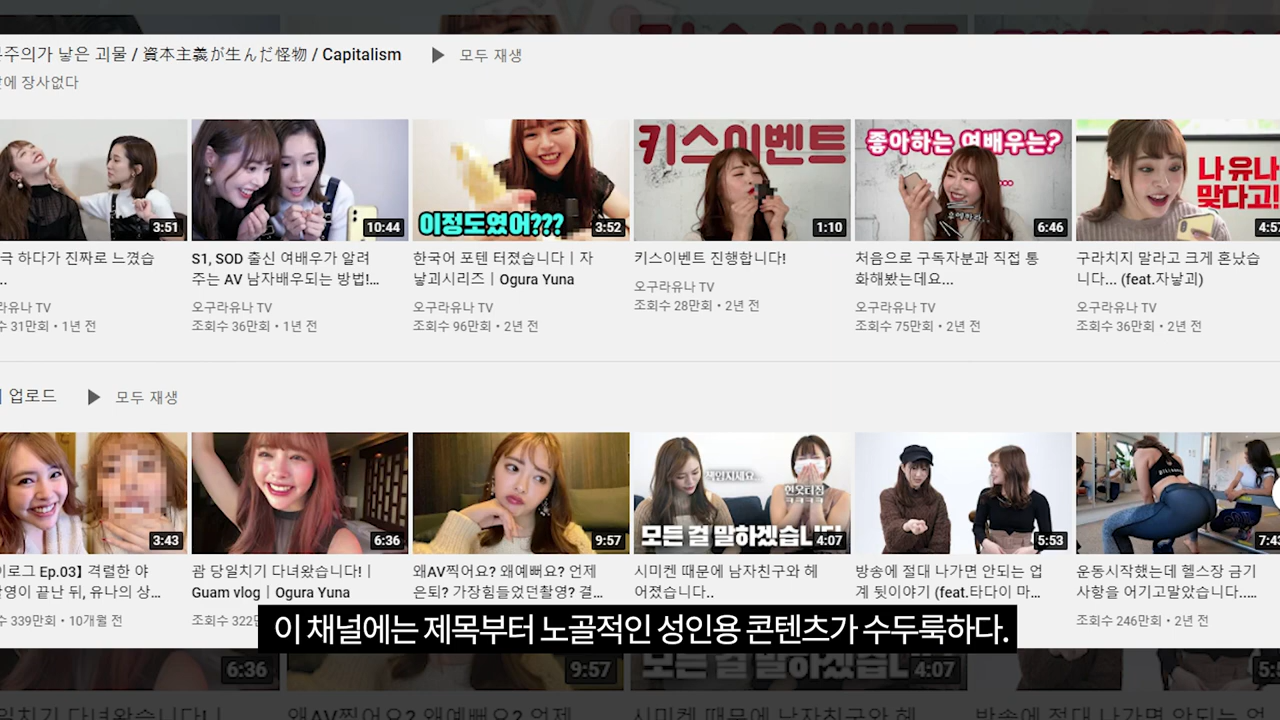 주의가 낳은 괴물 / 資本主義が生んだ怪物 / Capitalism ▶ 모두 재생
에 장사없다
3:51
10:44
이정도였어???
3:52
키스이벤트
1:10
좋아하는 여배우는?
6:46
나 유나
맞다고!
4:57
극 하다가 진짜로 느꼈습
..
라유나 TV
수 31만회 • 1년 전
S1, SOD 출신 여배우가 알려
주는 AV 남자배우되는 방법!...
오구라유나 TV
조회수 36만회 • 1년 전
한국어 포텐 터졌습니다ㅣ자
낳괴시리즈ㅣOgura Yuna
오구라유나 TV
조회수 96만회 • 2년 전
키스이벤트 진행합니다!
오구라유나 TV
조회수 28만회 • 2년 전
처음으로 구독자분과 직접 통
화해봤는데요...
오구라유나 TV
조회수 75만회 • 2년 전
구라치지 말라고 크게 혼났습
니다... (feat.자낳괴)
오구라유나 TV
조회수 36만회 • 2년 전
업로드 ▶ 모두 재생
3:43
6:36
9:57
책임지세요...
모든 걸 말하겠습니다
4:07
5:53
7:43
이로그 Ep.03】 격렬한 야
영이 끝난 뒤, 유나의 상...
수 339만회 • 10개월 전
괌 당일치기 다녀왔습니다!ㅣ
Guam vlogㅣOgura Yuna
조회수 322
왜AV찍어요? 왜예뻐요? 언제
은퇴? 가장힘들었던촬영? 결...
시미켄 때문에 남자친구와 헤
어졌습니다..
방송에 절대 나가면 안되는 업
계 뒷이야기 (feat.타다이 마...
운동시작했는데 헬스장 금기
사항을 어기고말았습니다.....
조회수 246만회 • 2년 전
이 채널에는 제목부터 노골적인 성인용 콘텐츠가 수두룩하다.
6:36
9:57
4:07